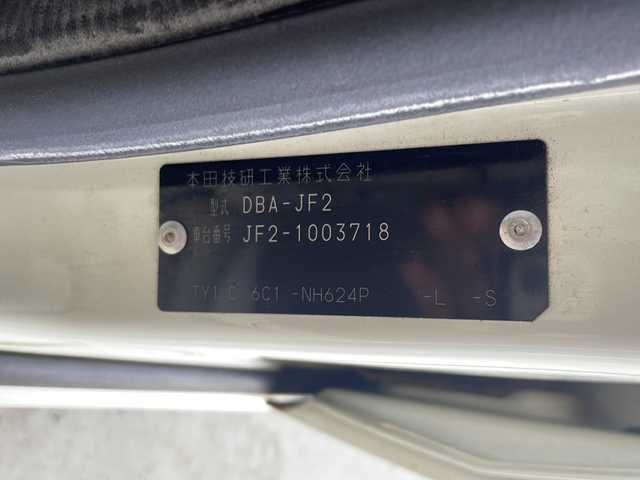 本田技研工業株式会社
型式 DBA-JF2
車台番号 JF2-1003718
TY1 C 6C1 -NH624P -L -S